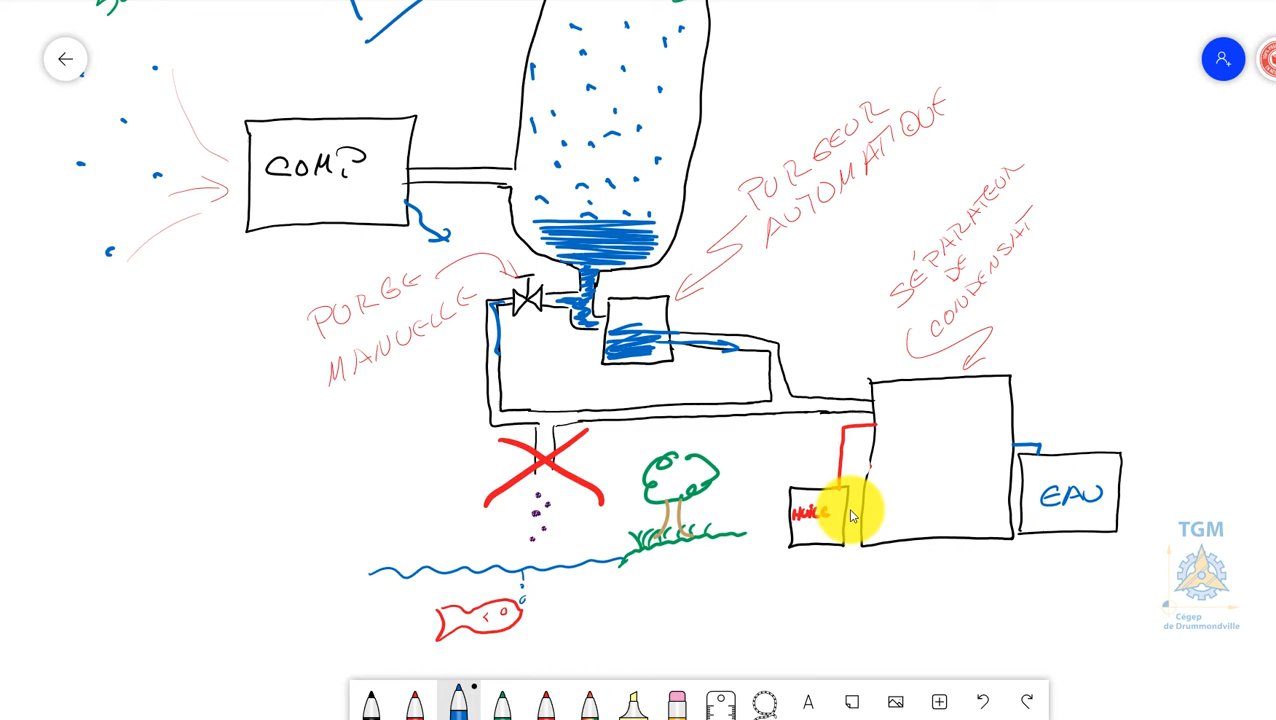 COMP
PURGEUR
AUTOMATIQUE
SÉPARATEUR
DE
CONDENSAT
PURGE
MANUELLE
HUILE
EAU
TGM
Cégep
de Drummondville
A